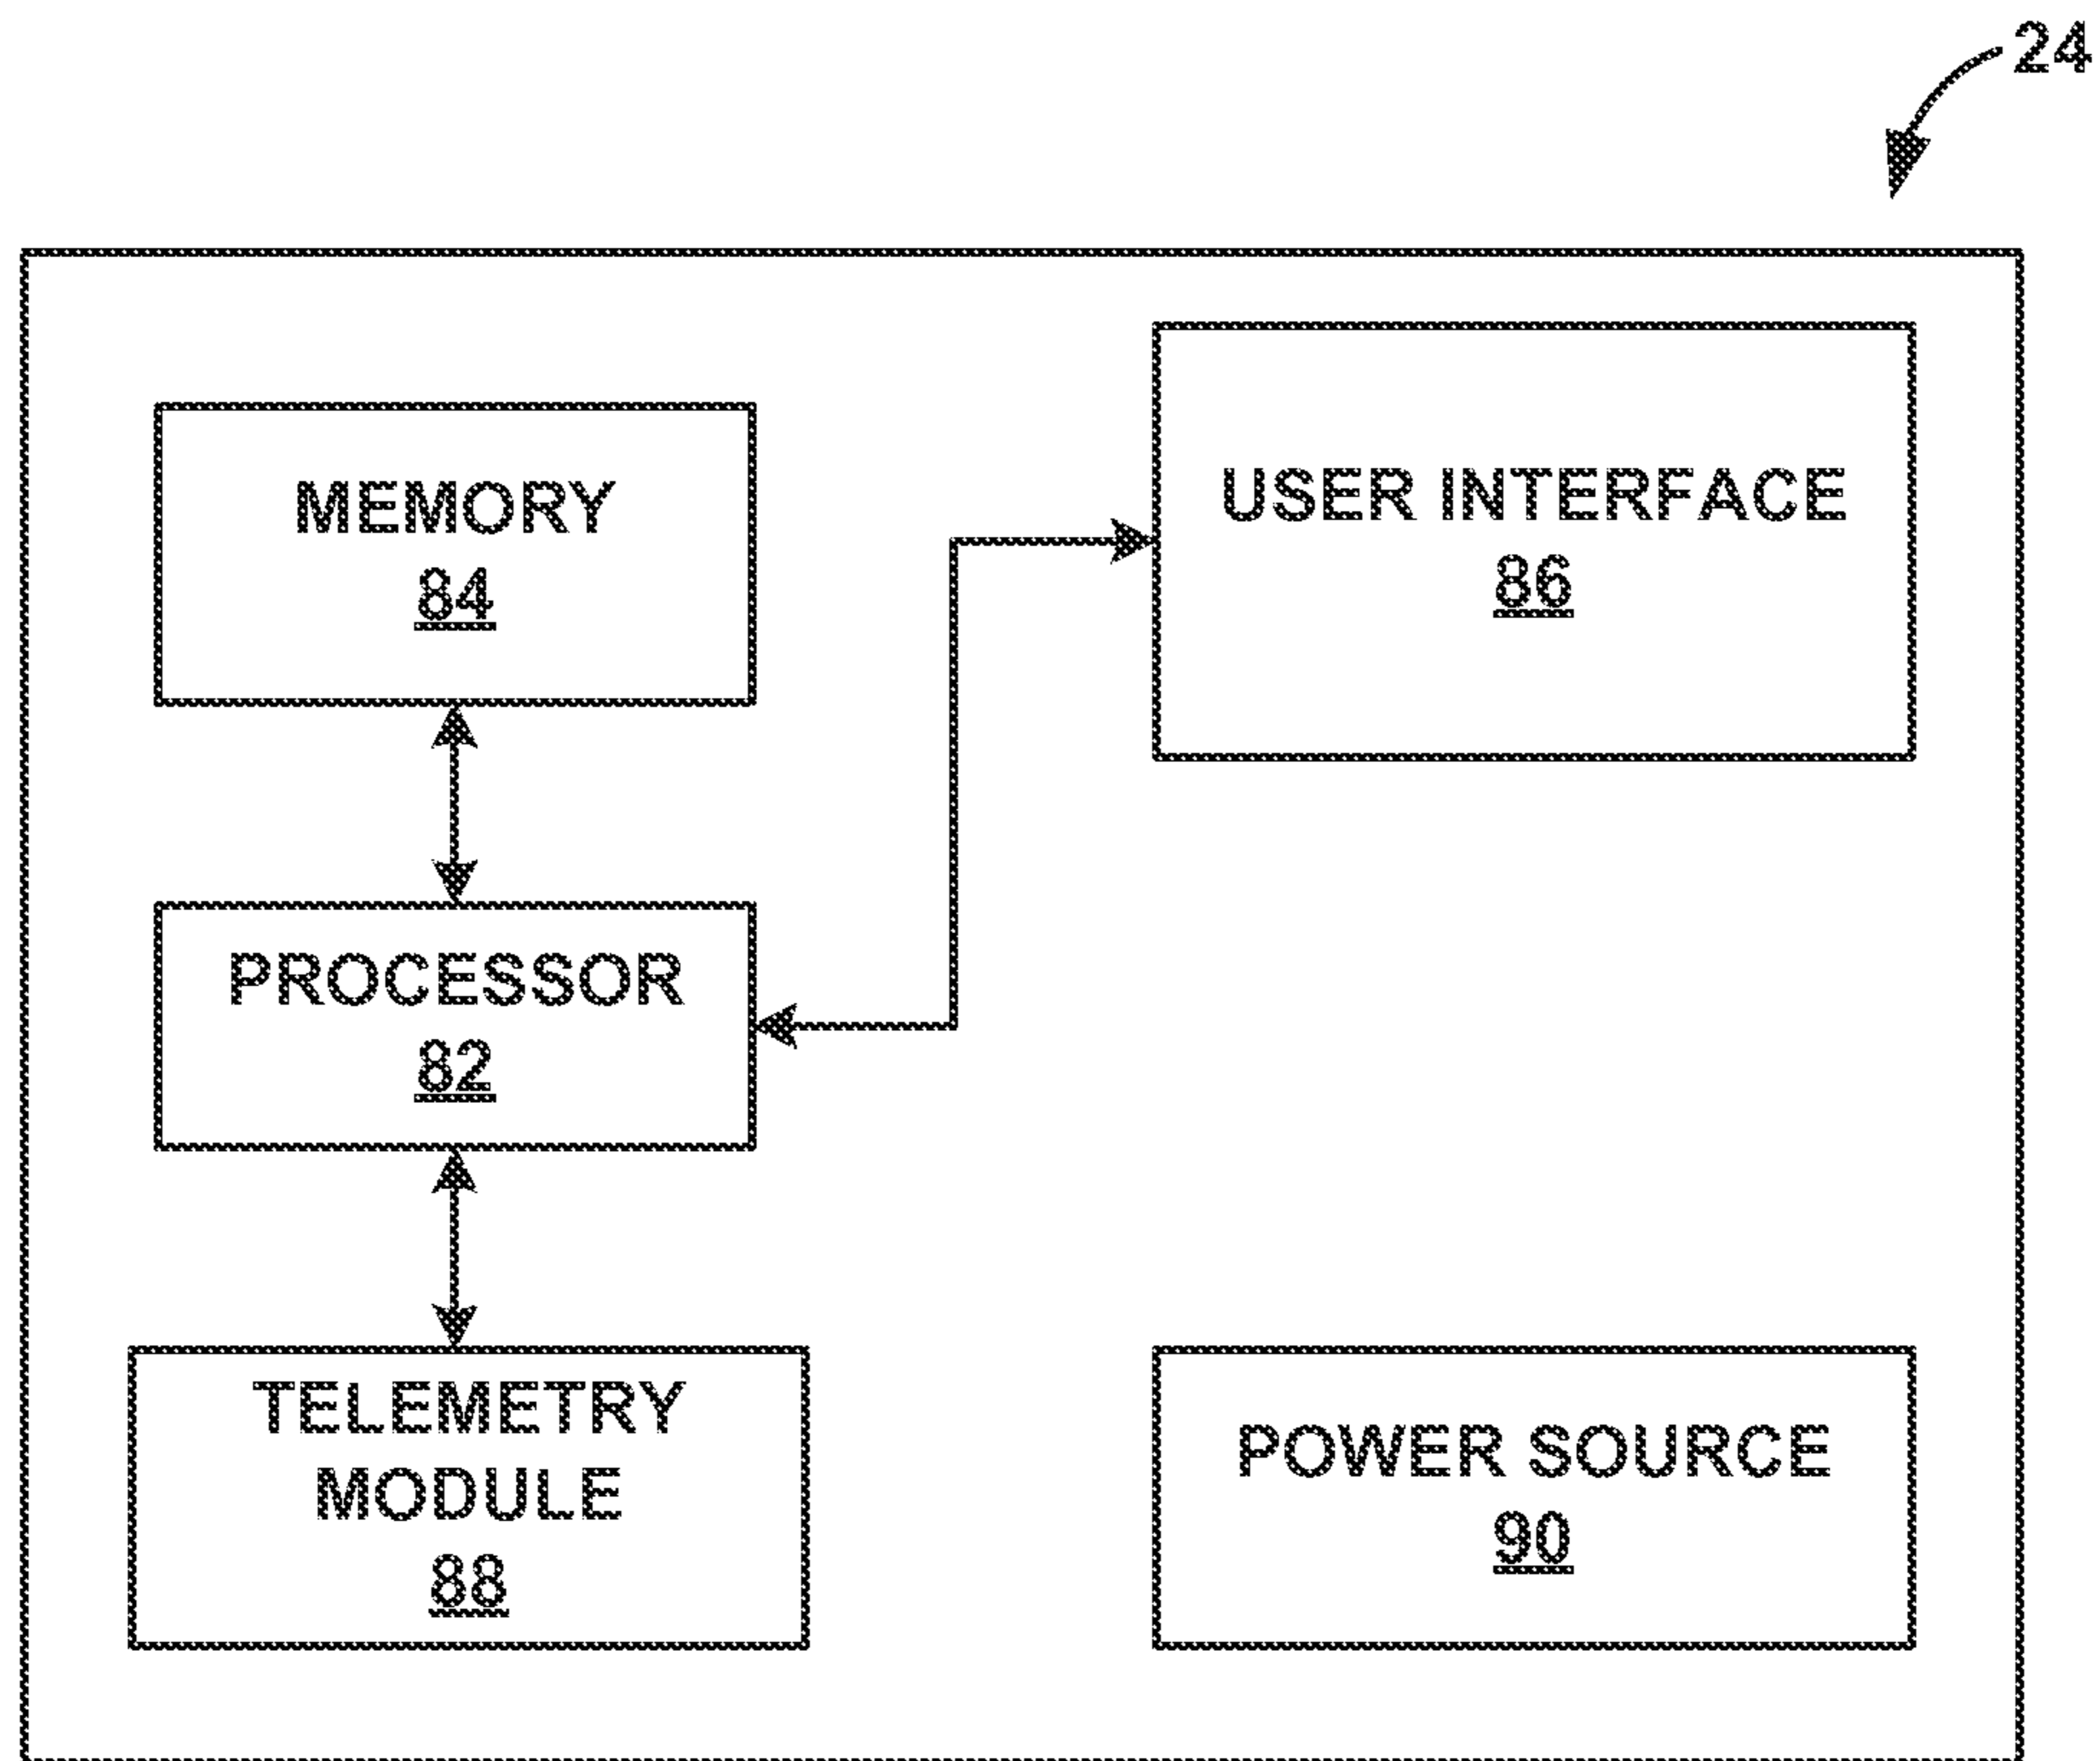 24
MEMORY
84
USER INTERFACE
86
PROCESSOR
82
TELEMETRY
MODULE
88
POWER SOURCE
90